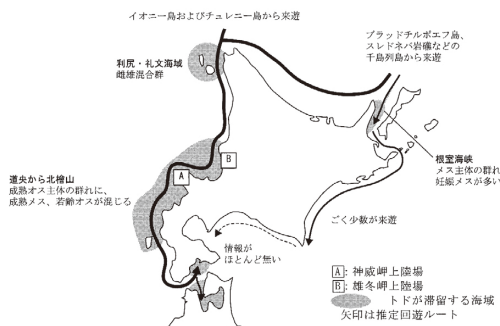 イオニー島およびチュレニー島から来遊
ブラッドチルポエフ島、
スレドネバ岩礁などの
千島列島から来遊
利尻・礼文海域
雌雄混合群
道央から北檜山
成熟オス主体の群れに、
成熟メス、若齢オスが混じる
B
A
根室海峡
メス主体の群れ
妊娠メスが多い
ごく少数が来遊
情報が
ほとんど無い
A: 神威岬上陸場
B: 雄冬岬上陸場
トドが滞留する海域
矢印は推定回遊ルート